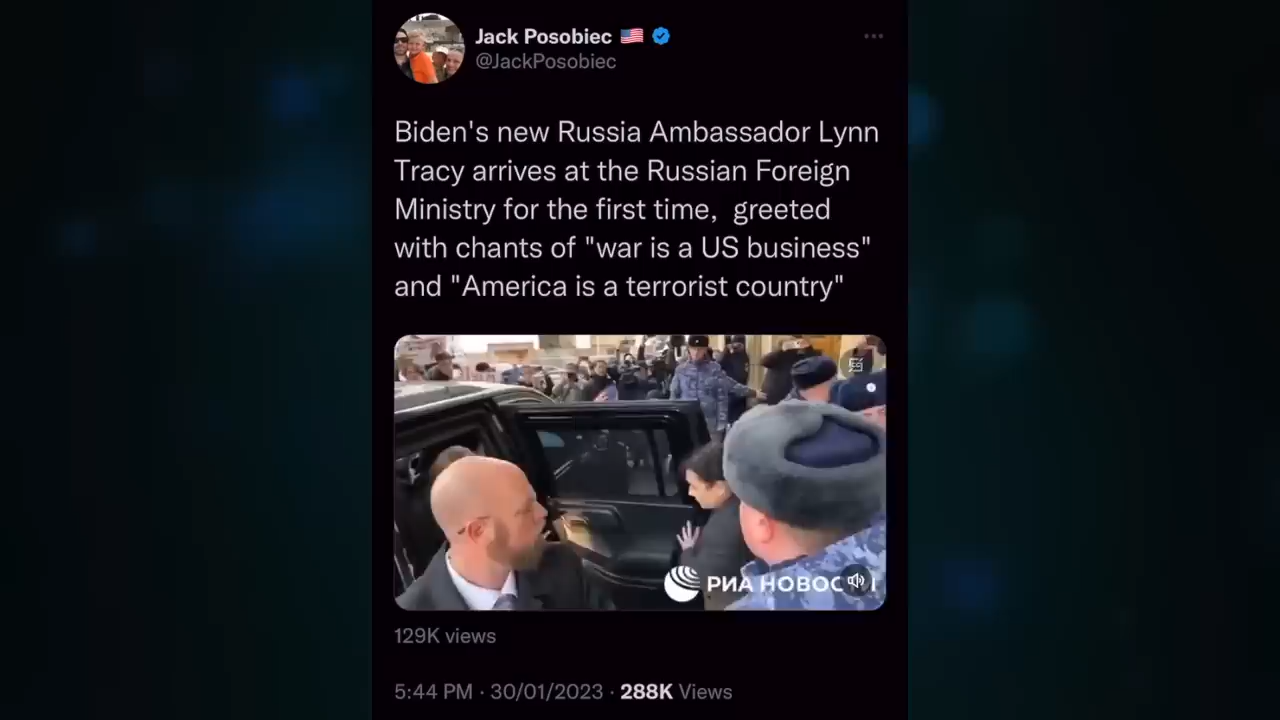 Jack Posobiec
@JackPosobiec
Biden's new Russia Ambassador Lynn
Tracy arrives at the Russian Foreign
Ministry for the first time, greeted
with chants of "war is a US business"
and "America is a terrorist country"
РИА
129K views
5:44 PM · 30/01/2023 · 288K Views